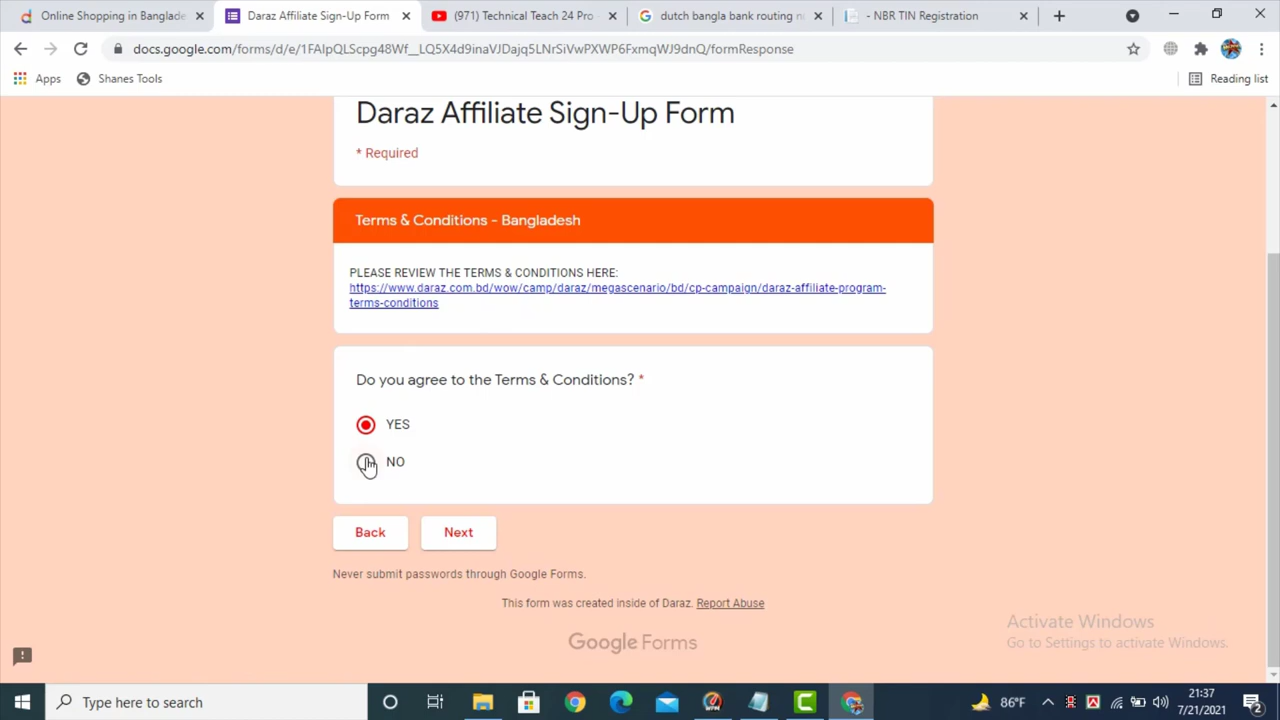 Online Shopping in Banglade
Daraz Affiliate Sign-Up Form
(971) Technical Teach 24 Pro -
dutch bangla bank routing n
- NBR TIN Registration
docs.google.com/forms/d/e/1FAIpQLScpg48Wf__LQ5X4d9inaVJDajq5LNrSiVwPXWP6FxmqWJ9dnQ/formResponse
Apps
Shanes Tools
Reading list
Daraz Affiliate Sign-Up Form
* Required
Terms & Conditions - Bangladesh
PLEASE REVIEW THE TERMS & CONDITIONS HERE:
https://www.daraz.com.bd/wow/camp/daraz/megascenario/bd/cp-campaign/daraz-affiliate-program-
terms-conditions
Do you agree to the Terms & Conditions? *
YES
NO
Back
Next
Never submit passwords through Google Forms.
This form was created inside of Daraz. Report Abuse
Google Forms
Activate Windows
Go to Settings to activate Windows.
Type here to search
86°F
21:37
7/21/2021
2